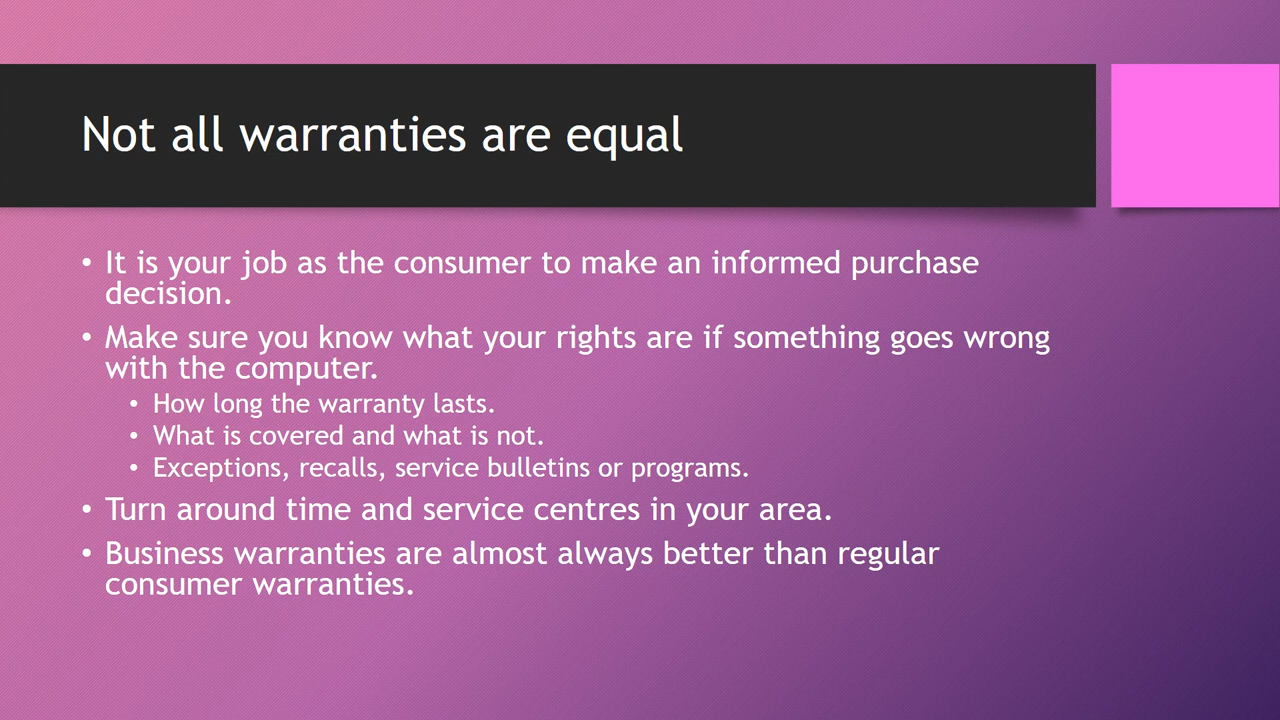 Not all warranties are equal
• It is your job as the consumer to make an informed purchase
decision.
• Make sure you know what your rights are if something goes wrong
with the computer.
• How long the warranty lasts.
• What is covered and what is not.
• Exceptions, recalls, service bulletins or programs.
• Turn around time and service centres in your area.
• Business warranties are almost always better than regular
consumer warranties.